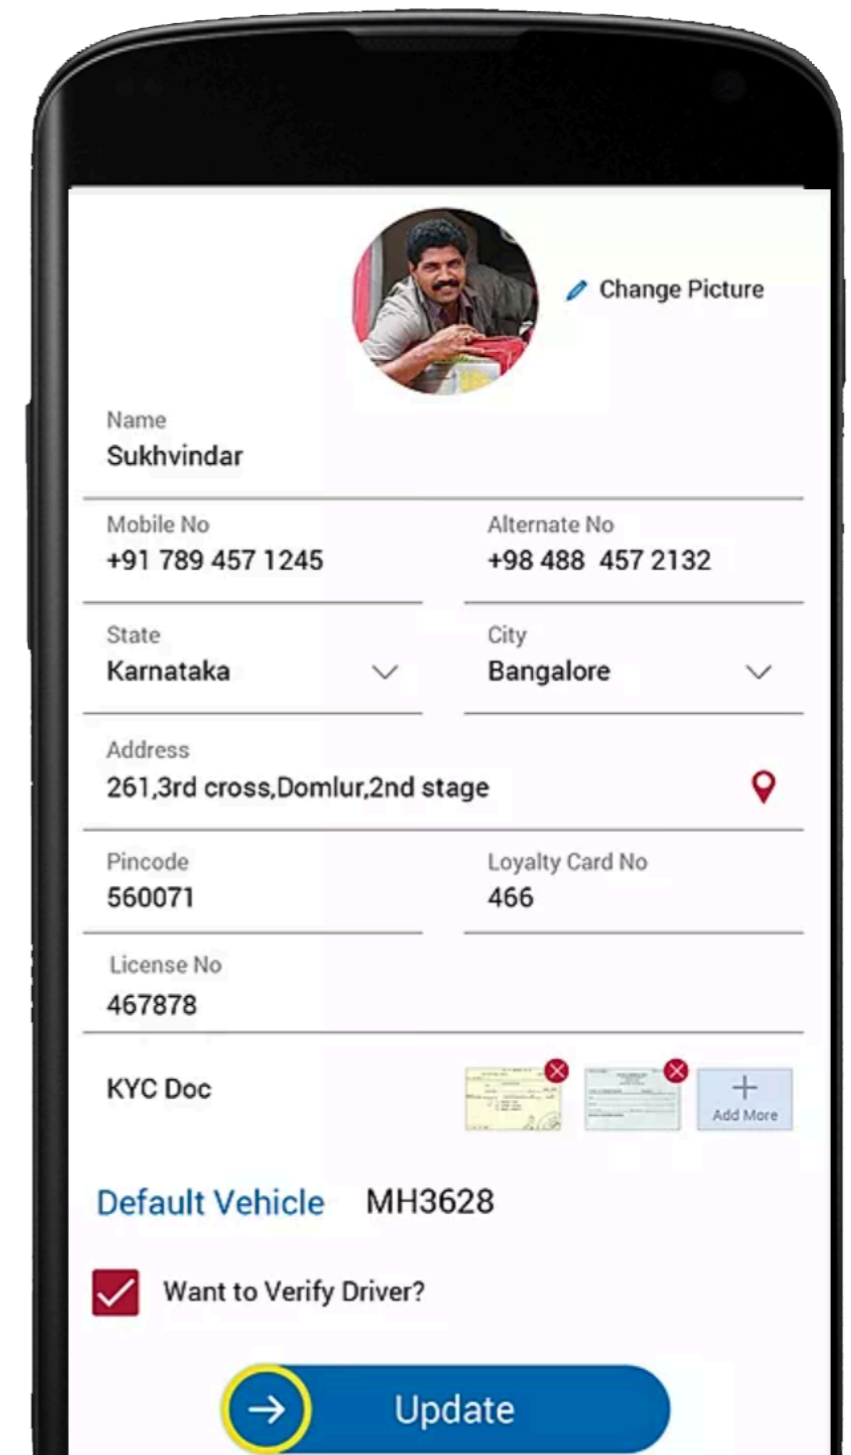 Change Picture
Name
Sukhvindar
Mobile No
+91 789 457 1245
Alternate No
+98 488 457 2132
State
Karnataka
City
Bangalore
Address
261,3rd cross,Domlur,2nd stage
Pincode
560071
Loyalty Card No
466
License No
467878
KYC Doc
Add More
Default Vehicle MH3628
Want to Verify Driver?
Update